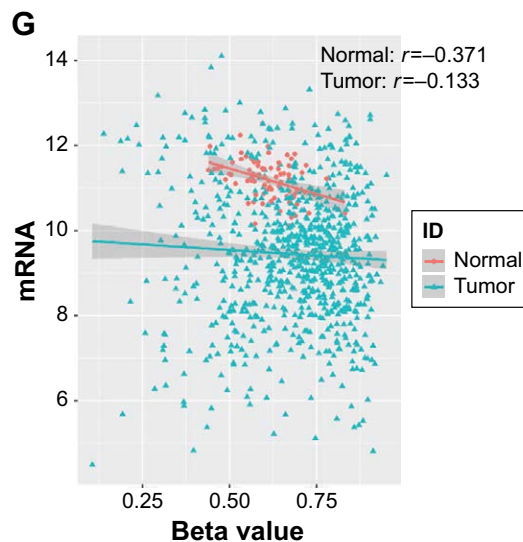 G
Normal: r=–0.371
Tumor: r=–0.133
14
12
10
8
6
mRNA
0.25 0.50 0.75
Beta value
ID
Normal
Tumor